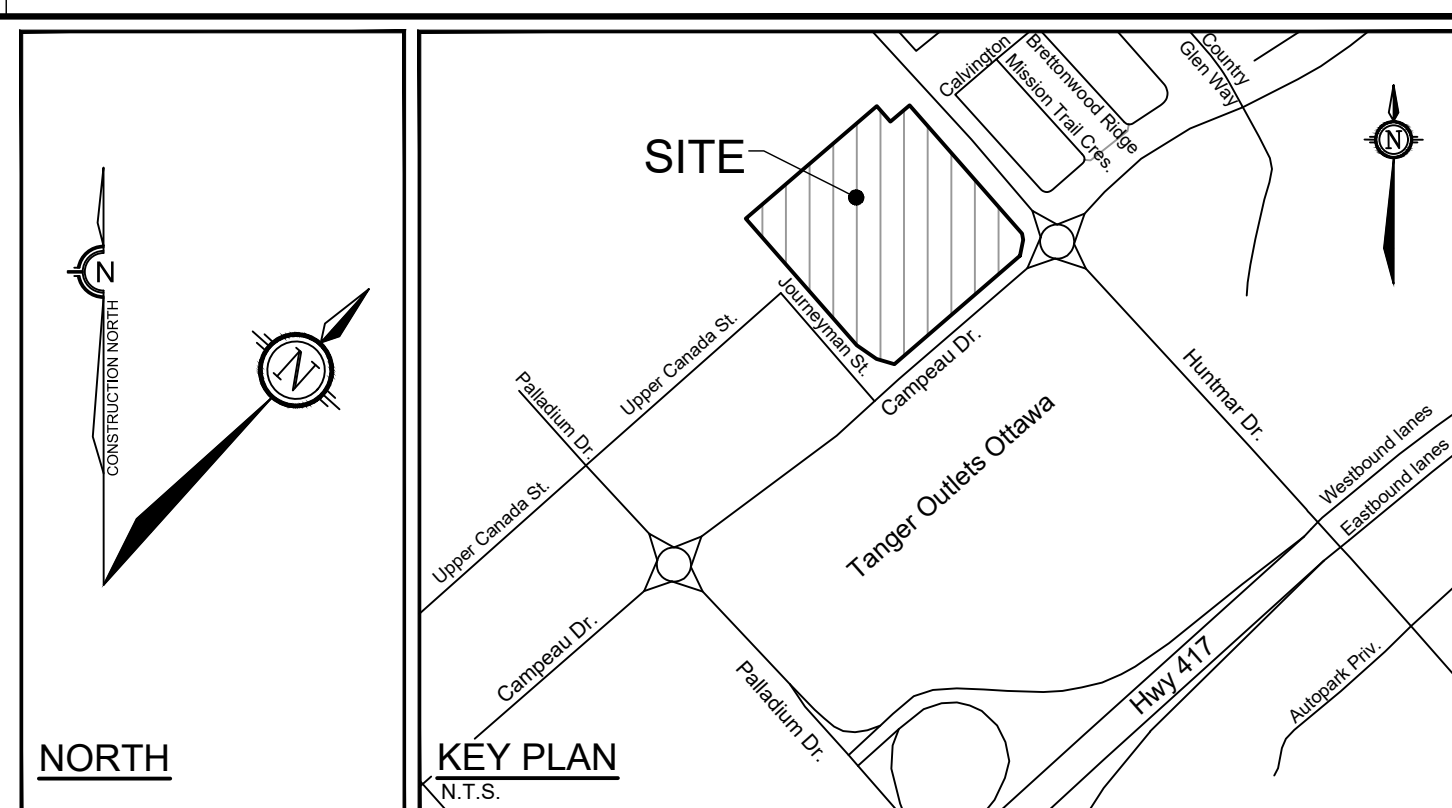 N
CONSTRUCTION NORTH
N
NORTH
SITE
Calvington
Brettonwood Ridge
Mission Trail Cres.
Country
Glen Way
N
Journeyman St.
Upper Canada St.
Palladium Dr.
Campeau Dr.
Huntmar Dr.
Tanger Outlets Ottawa
Westbound lanes
Eastbound lanes
Upper Canada St.
Campeau Dr.
Palladium Dr.
Hwy 417
Autopark Priv.
KEY PLAN
N.T.S.